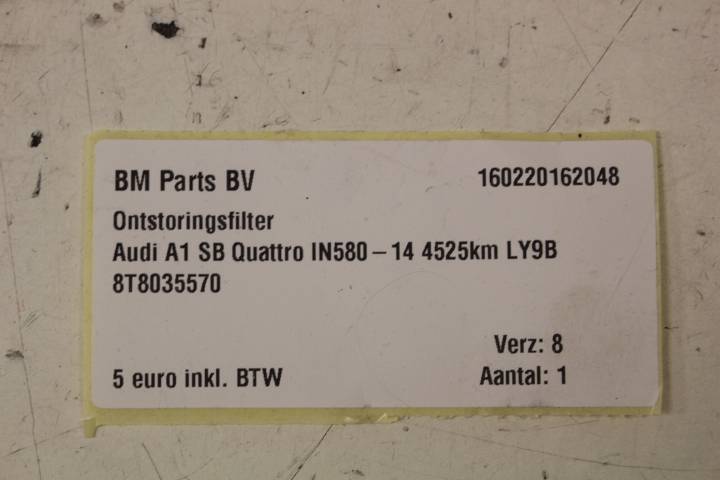 BM Parts BV 160220162048
Ontstoringsfilter
Audi A1 SB Quattro IN580 – 14 4525km LY9B
8T8035570
Verz: 8
5 euro inkl. BTW Aantal: 1